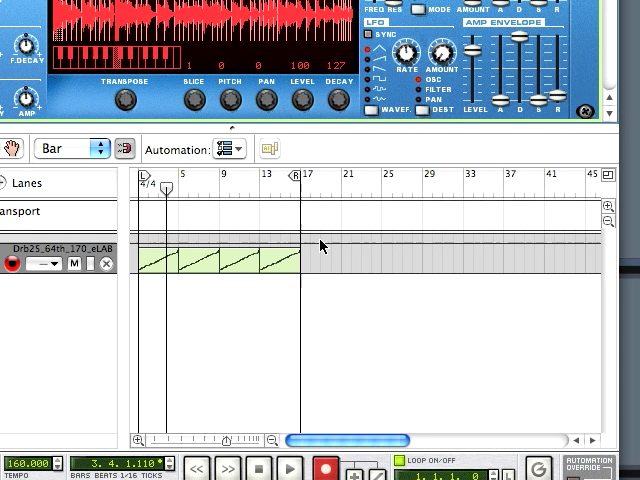 FREQ RES
MODE
AMOUNT A D S R
LFO
AMP ENVELOPE
SYNC
F.DECAY
1 0 0 100 127
TRANSPOSE SLICE PITCH PAN LEVEL DECAY
RATE AMOUNT
OSC
FILTER
PAN
AMP
WAVEF. DEST
LEVEL A D S R
Bar
Automation:
Lanes
L
4/4
5 9 13
R
17 21 25 29 33 37 41 45
ansport
Drb25_64th_170_eLAB
M
160.000
TEMPO
3. 4. 1.110 *
BARS BEATS 1/16 TICKS
LOOP ON/OFF
1. 1. 1. 0
L
AUTOMATION
OVERRIDE